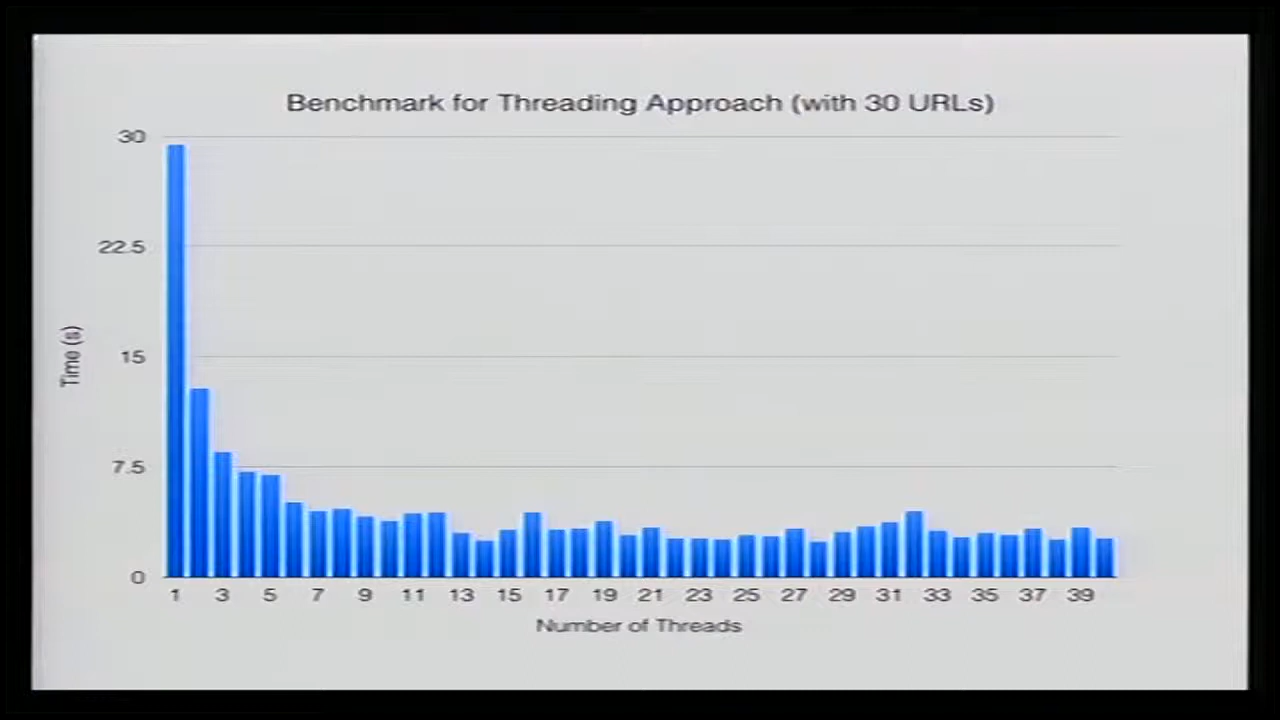 Benchmark for Threading Approach (with 30 URLs)
30
22.5
15
7.5
0
Time (s)
1 3 5 7 9 11 13 15 17 19 21 23 25 27 29 31 33 35 37 39
Number of Threads